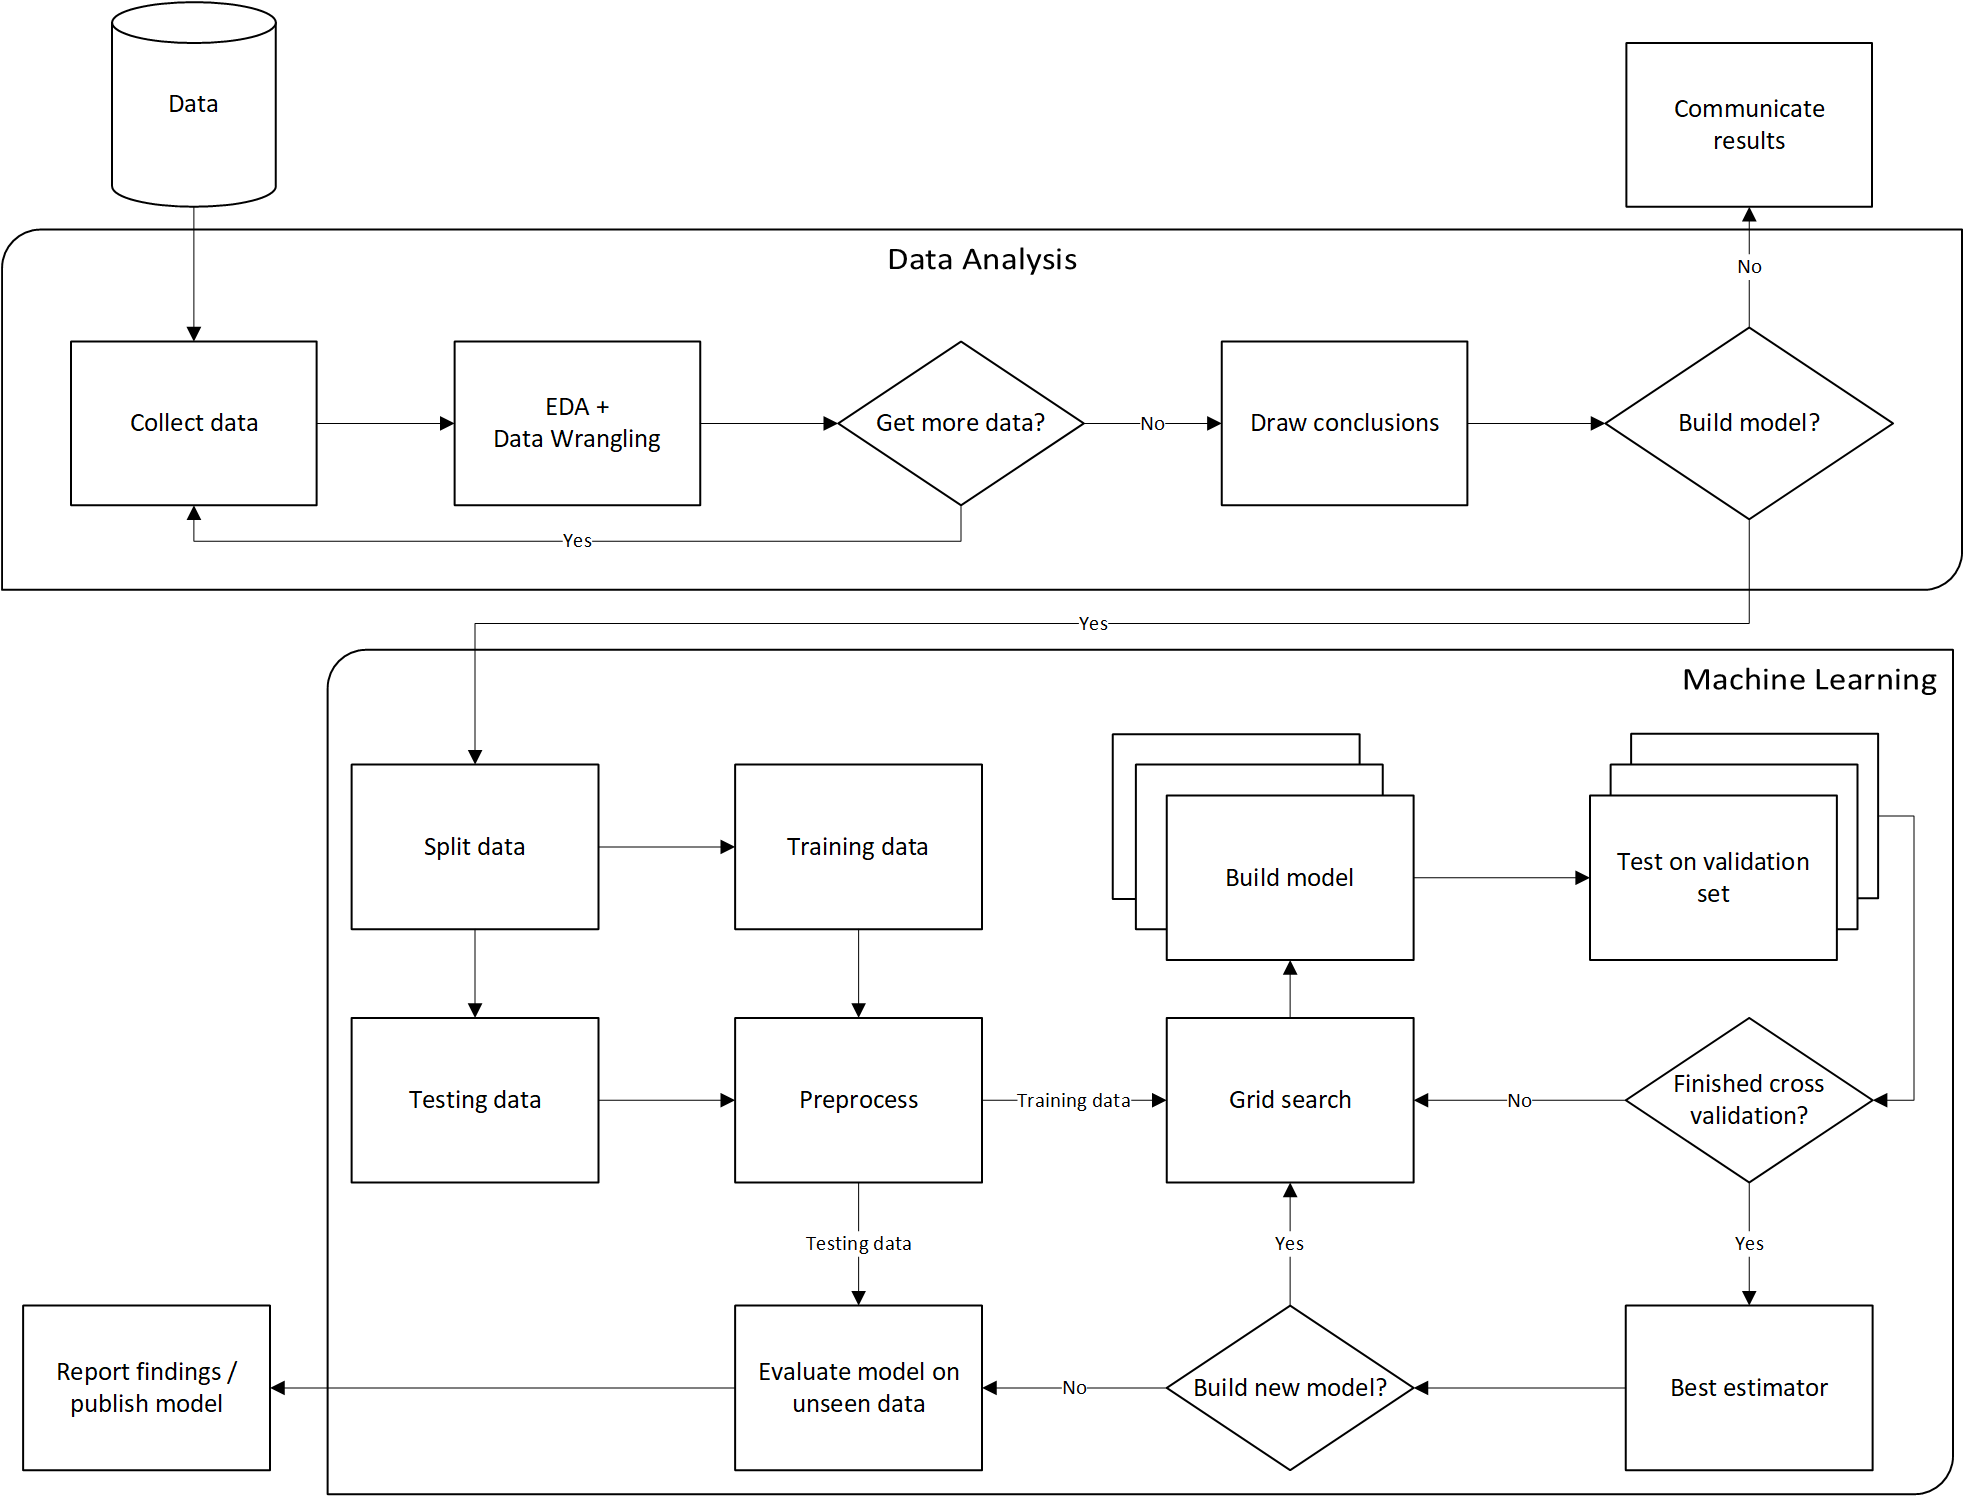 Data
Communicate
results
Data Analysis
No
Collect data
EDA +
Data Wrangling
Get more data?
No
Draw conclusions
Build model?
Yes
Yes
Machine Learning
Split data
Training data
Build model
Test on validation
set
Testing data
Preprocess
Training data
Grid search
No
Finished cross
validation?
Testing data
Yes
Yes
Report findings /
publish model
Evaluate model on
unseen data
No
Build new model?
Best estimator